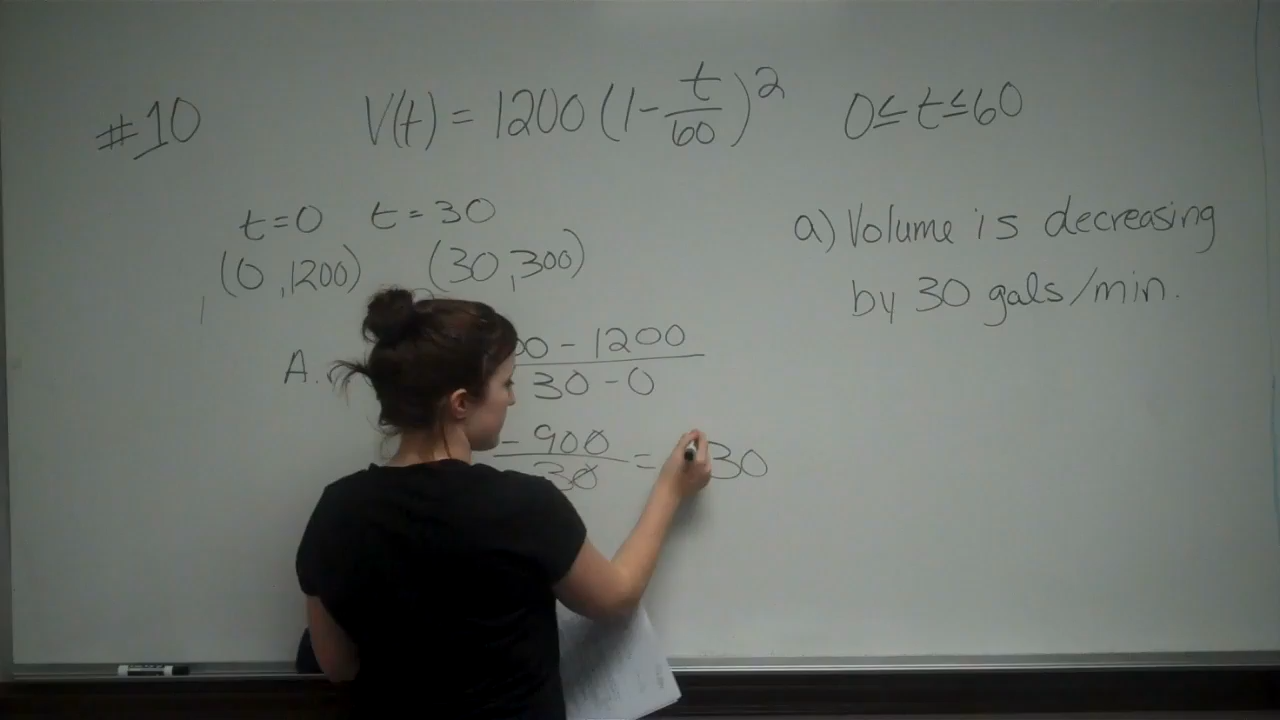 #10 V(t) = 1200 (1 - t/60)^2 0 ≤ t ≤ 60
t=0 t=30
(0,1200) (30,300)
A. 00 - 1200 / 30 - 0
- 900 / 30 = 30
a) Volume is decreasing
by 30 gals/min.